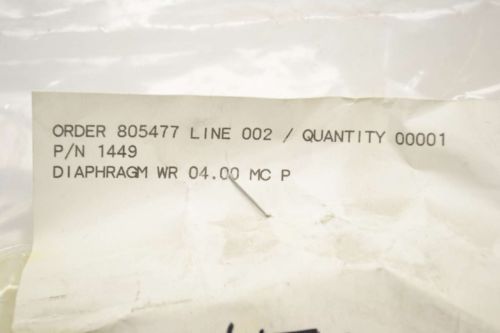 ORDER 805477 LINE 002 / QUANTITY 00001
P/N 1449
DIAPHRAGM WR 04.00 MC P